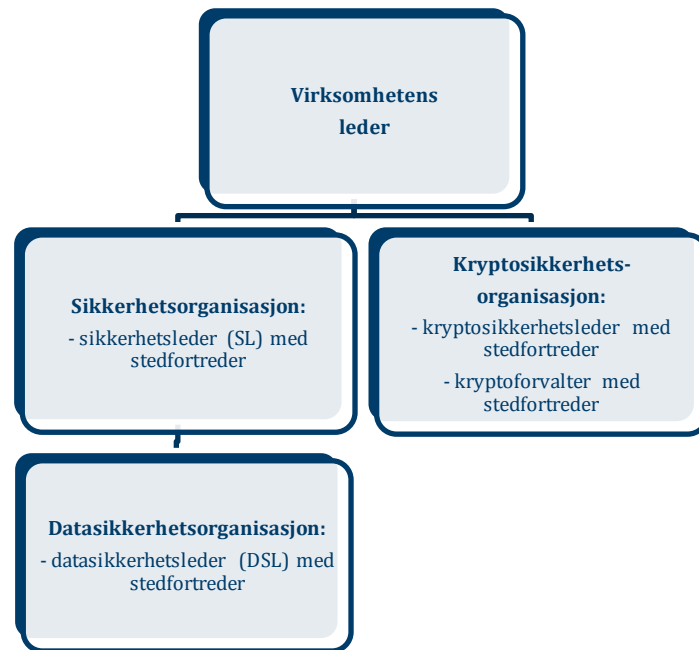 Virksomhetens
leder
Sikkerhetsorganisasjon:
- sikkerhetsleder (SL) med
stedfortreder
Kryptosikkerhets-
organisasjon:
- kryptosikkerhetsleder med
stedfortreder
- kryptoforvalter med
stedfortreder
Datasikkerhetsorganisasjon:
- datasikkerhetsleder (DSL) med
stedfortreder